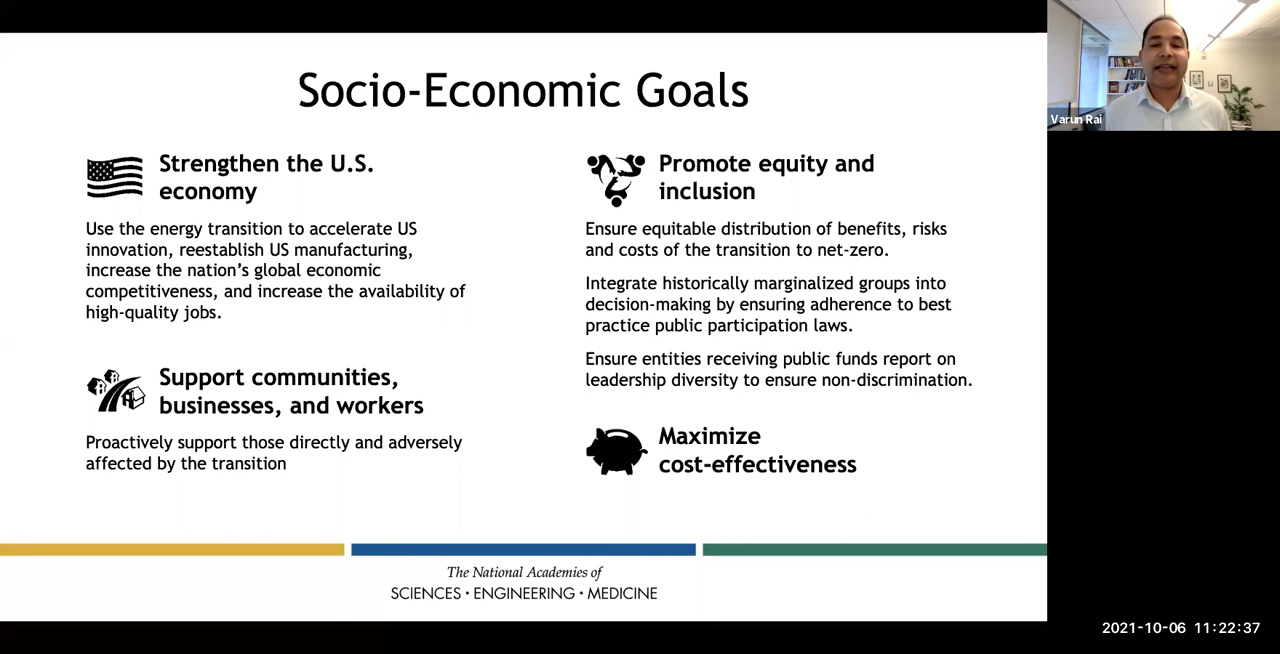 Socio-Economic Goals
Strengthen the U.S.
economy
Use the energy transition to accelerate US
innovation, reestablish US manufacturing,
increase the nation's global economic
competitiveness, and increase the availability of
high-quality jobs.
Support communities,
businesses, and workers
Proactively support those directly and adversely
affected by the transition
Promote equity and
inclusion
Ensure equitable distribution of benefits, risks
and costs of the transition to net-zero.
Integrate historically marginalized groups into
decision-making by ensuring adherence to best
practice public participation laws.
Ensure entities receiving public funds report on
leadership diversity to ensure non-discrimination.
Maximize
cost-effectiveness
The National Academies of
SCIENCES • ENGINEERING • MEDICINE
Varun Rai
2021-10-06 11:22:37